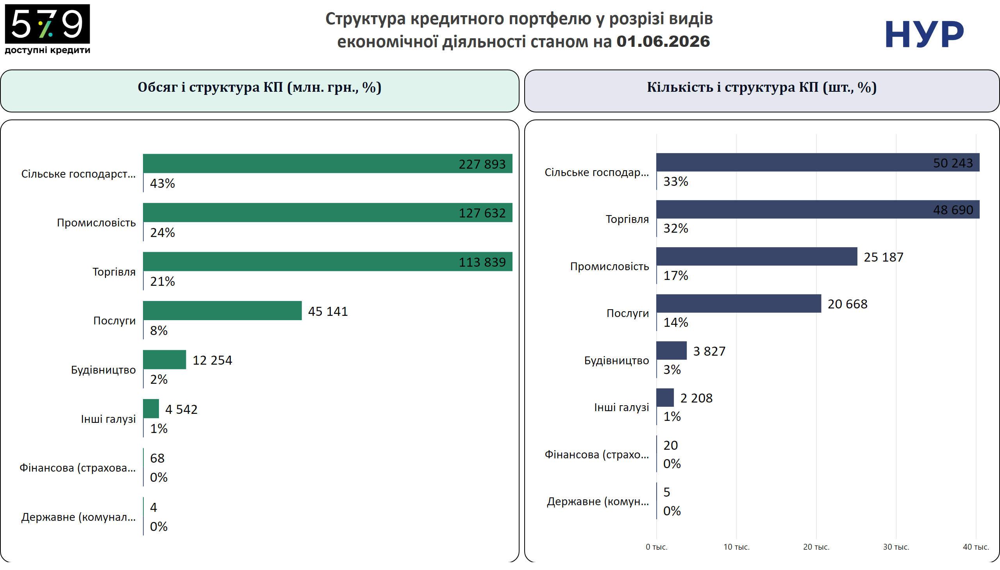 579
доступні кредити
Структура кредитного портфелю у розрізі видів
економічної діяльності станом на 01.06.2026
НУР
Обсяг і структура КП (млн. грн., %)
Сільське господарст...
227 893
43%
Промисловість
127 632
24%
Торгівля
113 839
21%
Послуги
45 141
8%
Будівництво
12 254
2%
Інші галузі
4 542
1%
Фінансова (страхова...
68
0%
Державне (комунал...
4
0%
Кількість і структура КП (шт., %)
Сільське господар...
50 243
33%
Торгівля
48 690
32%
Промисловість
25 187
17%
Послуги
20 668
14%
Будівництво
3 827
3%
Інші галузі
2 208
1%
Фінансова (страхо...
20
0%
Державне (комун...
5
0%
0 тыс.
10 тыс.
20 тыс.
30 тыс.
40 тыс.